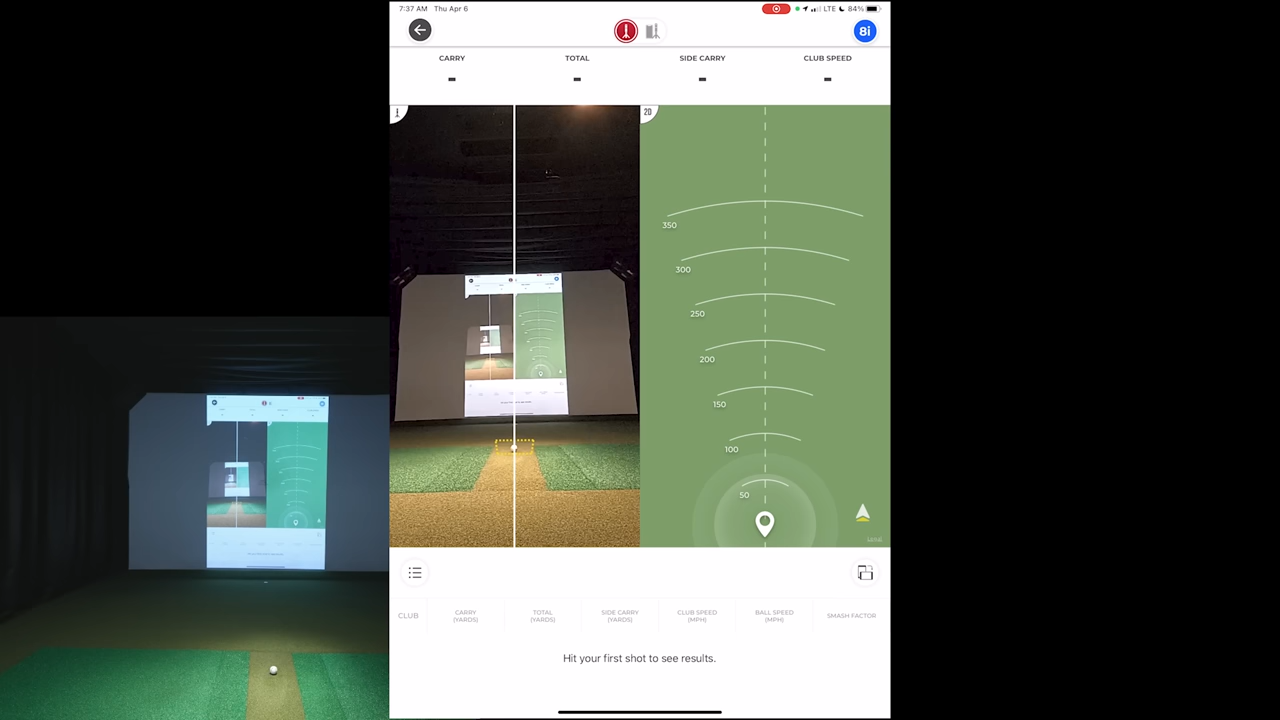 7:37 AM Thu Apr 6
LTE 84%
8i
CARRY TOTAL SIDE CARRY CLUB SPEED
- - - -
2D
350
300
250
200
150
100
50
CLUB CARRY (YARDS) TOTAL (YARDS) SIDE CARRY (YARDS) CLUB SPEED (MPH) BALL SPEED (MPH) SMASH FACTOR
Hit your first shot to see results.